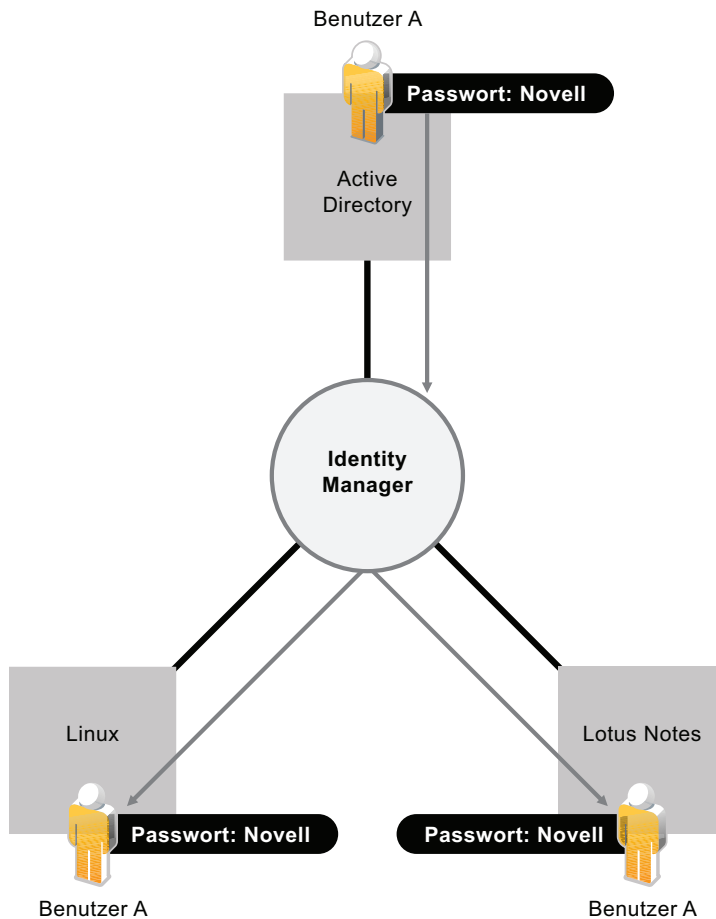 Benutzer A
Passwort: Novell
Active
Directory
Identity
Manager
Linux
Lotus Notes
Passwort: Novell
Passwort: Novell
Benutzer A
Benutzer A